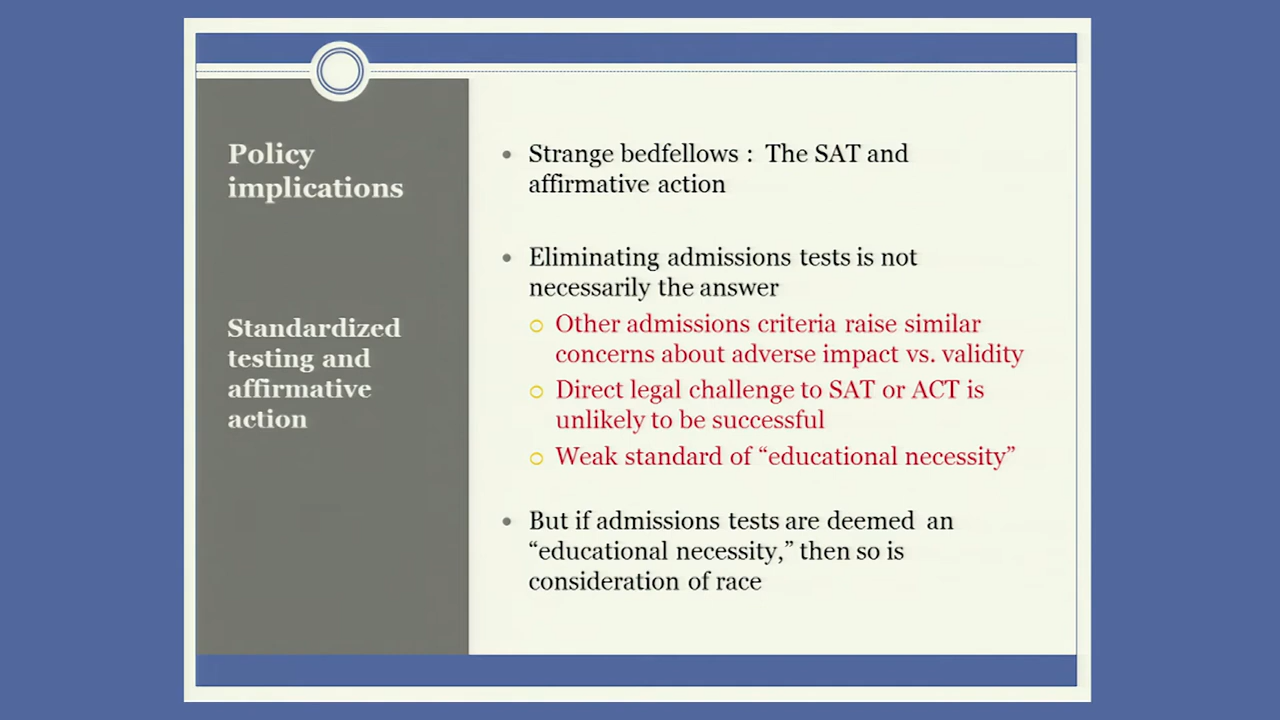 Policy
implications
Standardized
testing and
affirmative
action
• Strange bedfellows : The SAT and
affirmative action
• Eliminating admissions tests is not
necessarily the answer
Other admissions criteria raise similar
concerns about adverse impact vs. validity
Direct legal challenge to SAT or ACT is
unlikely to be successful
Weak standard of “educational necessity”
• But if admissions tests are deemed an
“educational necessity,” then so is
consideration of race